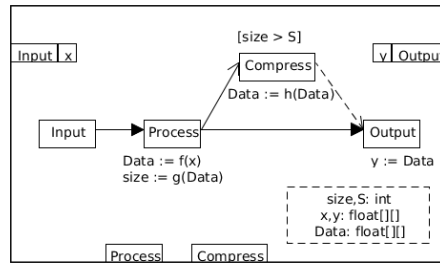 [size > S]
Input x
y Output
Compress
Data := h(Data)
Input
Process
Output
Data := f(x)
size := g(Data)
y := Data
size,S: int
x,y: float[][]
Data: float[][]
Process
Compress